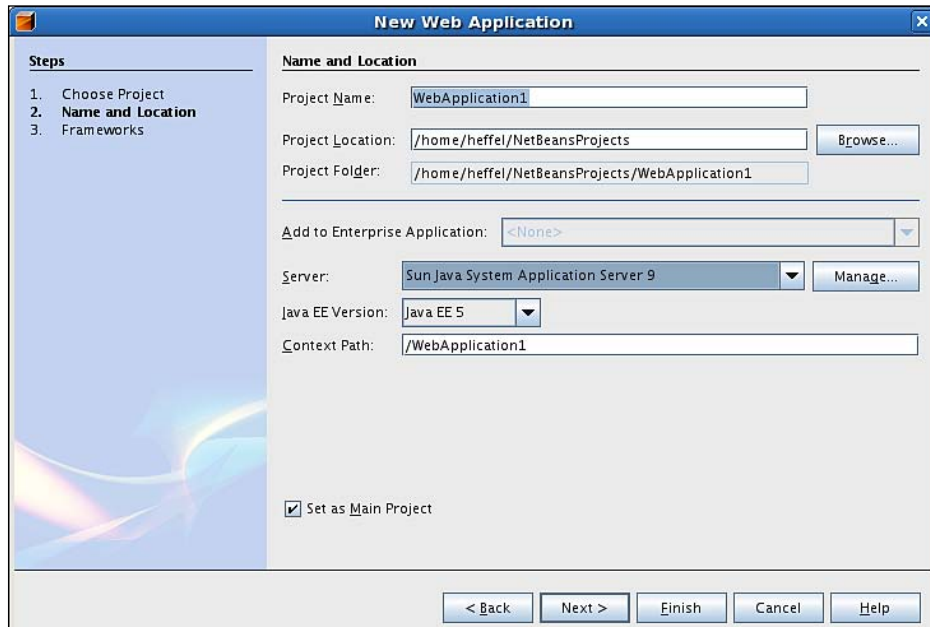 New Web Application
Steps
1. Choose Project
2. Name and Location
3. Frameworks
Name and Location
Project Name: WebApplication1
Project Location: /home/heffel/NetBeansProjects Browse...
Project Folder: /home/heffel/NetBeansProjects/WebApplication1
Add to Enterprise Application: <None>
Server: Sun Java System Application Server 9 Manage...
Java EE Version: Java EE 5
Context Path: /WebApplication1
Set as Main Project
< Back Next > Finish Cancel Help